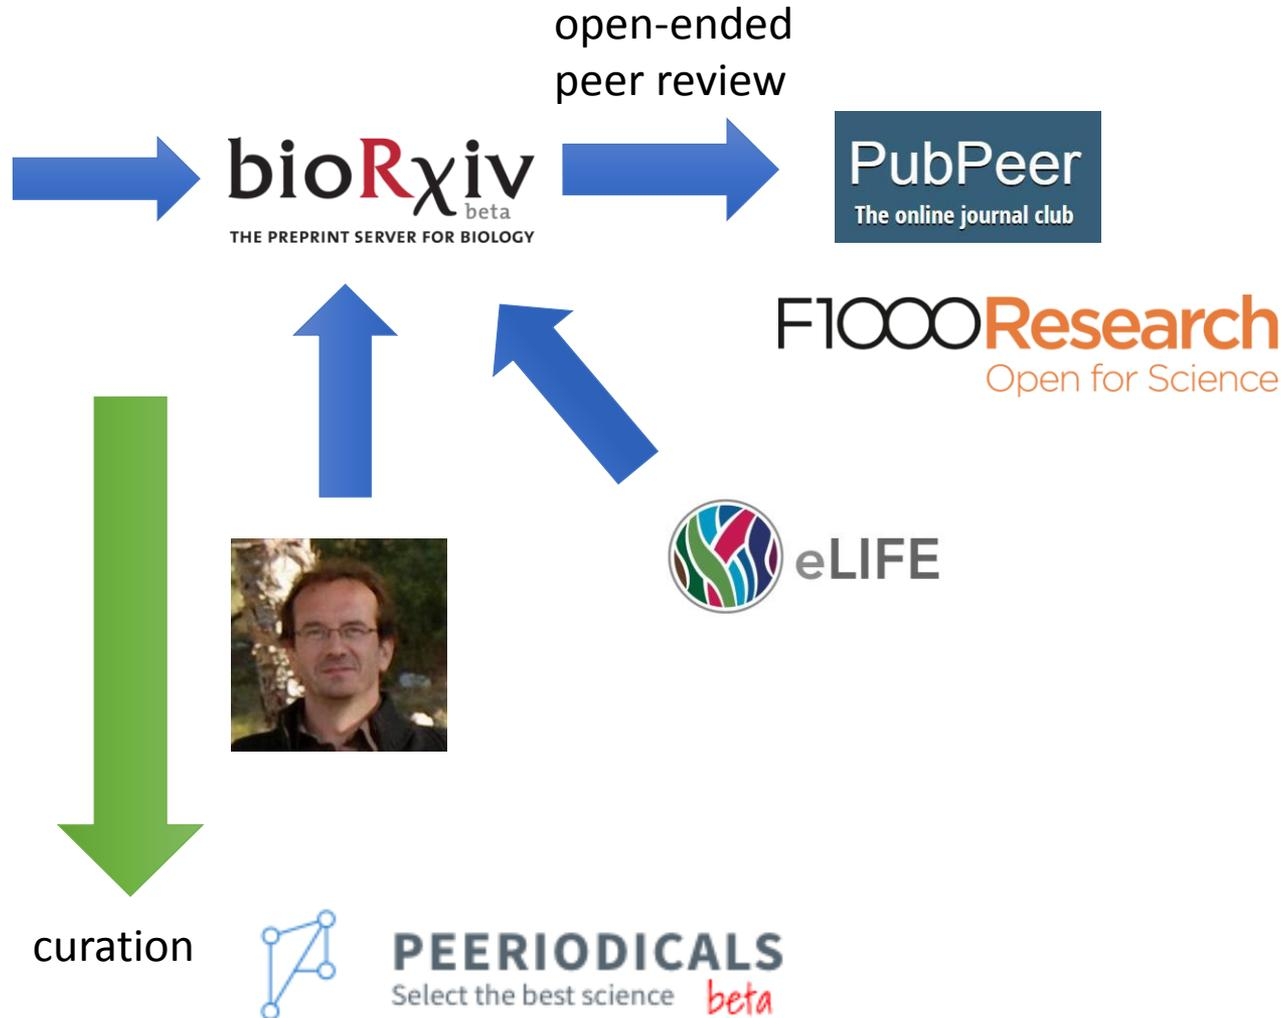 open-ended
peer review
bioRχiv
beta
THE PREPRINT SERVER FOR BIOLOGY
PubPeer
The online journal club
F1000Research
Open for Science
eLIFE
curation
PEERIODICALS
Select the best science beta